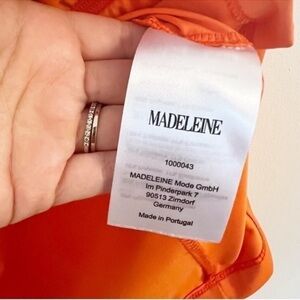 MADELEINE
1000043
MADELEINE Mode GmbH
Im Pinderpark 7
90513 Zirndorf
Germany
Made in Portugal